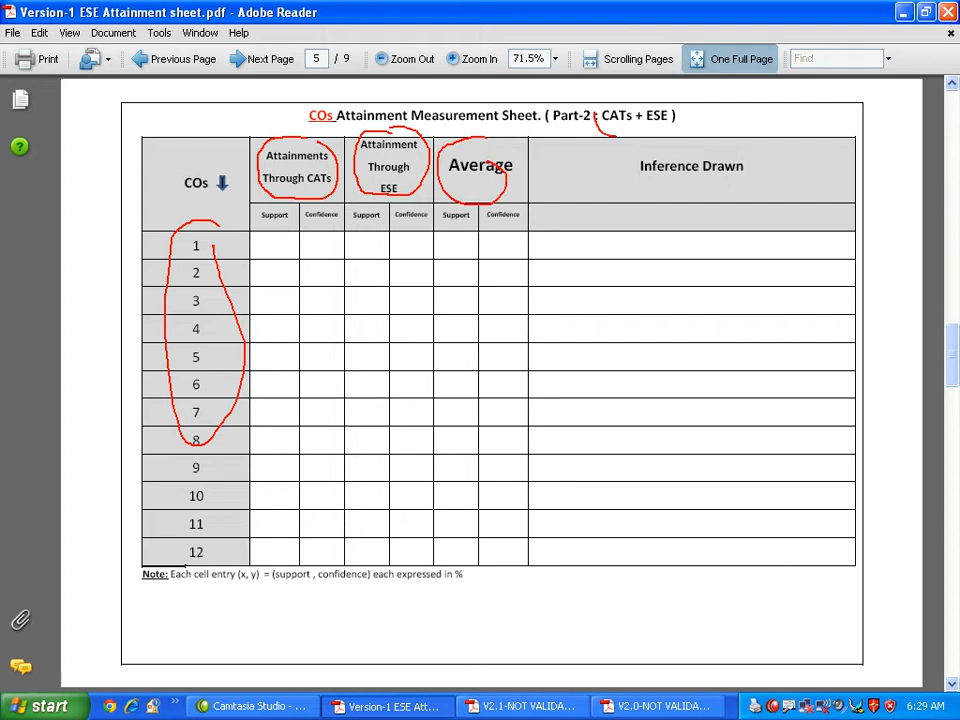 Version-1 ESE Attainment sheet.pdf - Adobe Reader
File Edit View Document Tools Window Help
Print Previous Page Next Page 5 / 9 Zoom Out Zoom In 71.5% Scrolling Pages One Full Page Find
COs Attainment Measurement Sheet. ( Part-2 : CATs + ESE )
COs
Attainments
Through CATs
Attainment
Through
ESE
Average
Inference Drawn
Support Confidence Support Confidence Support Confidence
1
2
3
4
5
6
7
8
9
10
11
12
Note: Each cell entry (x, y) = (support , confidence) each expressed in %
start Camtasia Studio - ... Version-1 ESE Att... V2.1-NOT VALIDA... V2.0-NOT VALIDA... 6:29 AM